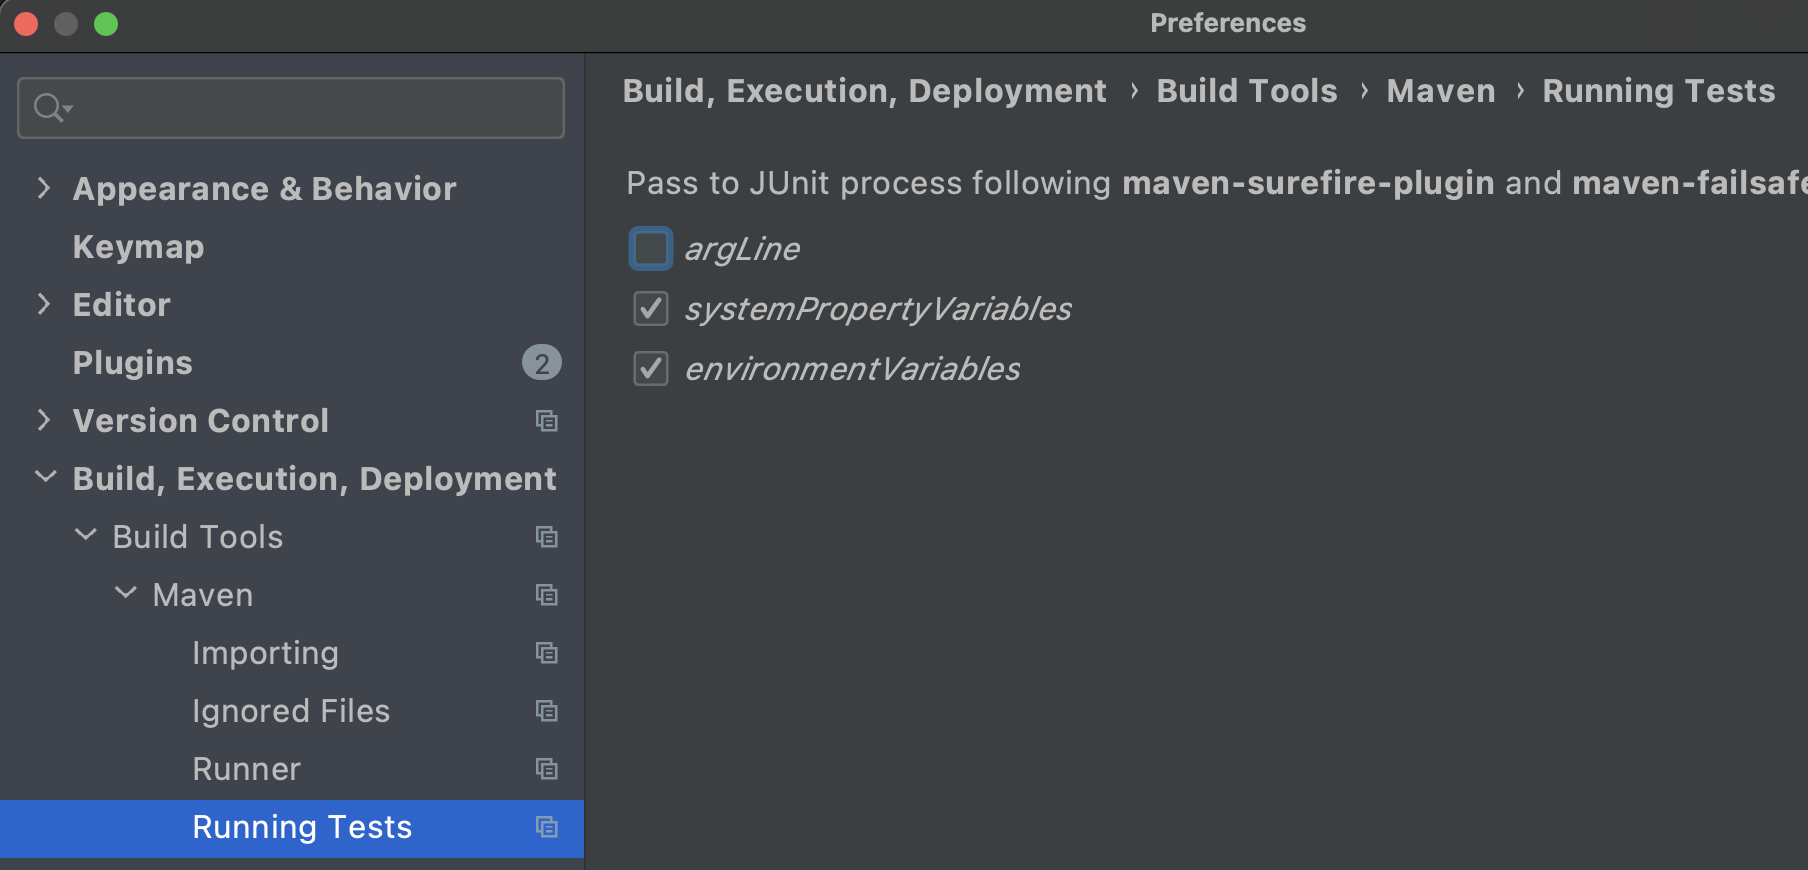 Preferences
Appearance & Behavior
Keymap
Editor
Plugins 2
Version Control
Build, Execution, Deployment
Build Tools
Maven
Importing
Ignored Files
Runner
Running Tests
Build, Execution, Deployment › Build Tools › Maven › Running Tests
Pass to JUnit process following maven-surefire-plugin and maven-failsafe
argLine
systemPropertyVariables
environmentVariables